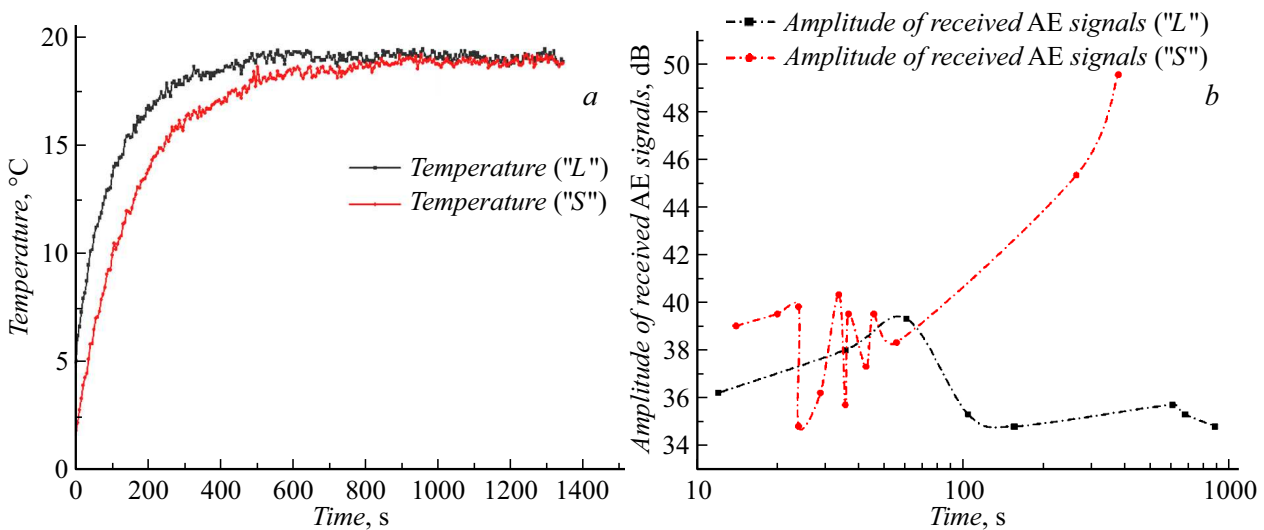 20
15
10
5
0
0 200 400 600 800 1000 1200 1400
Time, s
Temperature, °C
a
Temperature ("L")
Temperature ("S")
Amplitude of received AE signals ("L")
Amplitude of received AE signals ("S")
b
50
48
46
44
42
40
38
36
34
10 100 1000
Time, s
Amplitude of received AE signals, dB